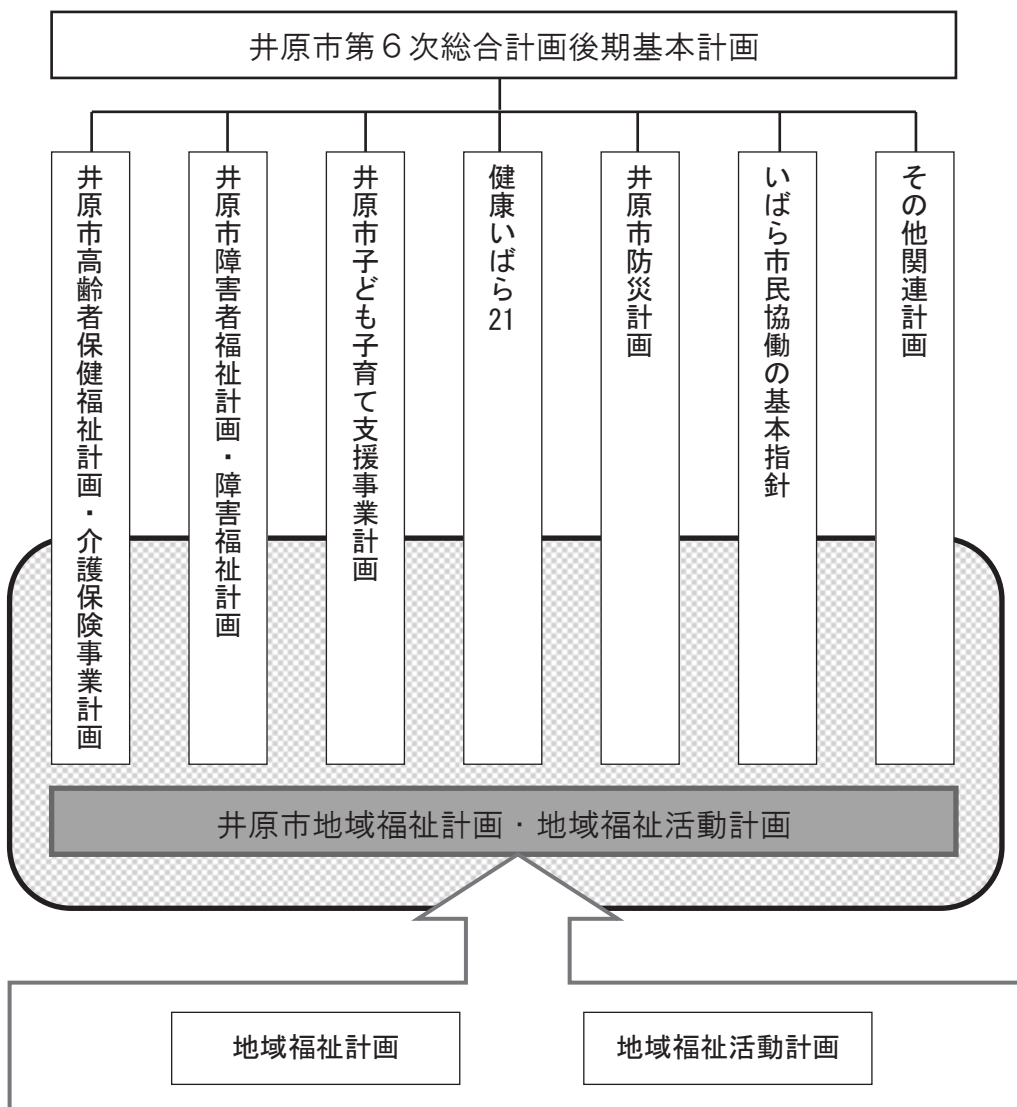 井原市第６次総合計画後期基本計画
井原市高齢者保健福祉計画・介護保険事業計画
井原市障害者福祉計画・障害福祉計画
井原市子ども子育て支援事業計画
健康いばら21
井原市防災計画
いばら市民協働の基本指針
その他関連計画
井原市地域福祉計画・地域福祉活動計画
地域福祉計画
地域福祉活動計画